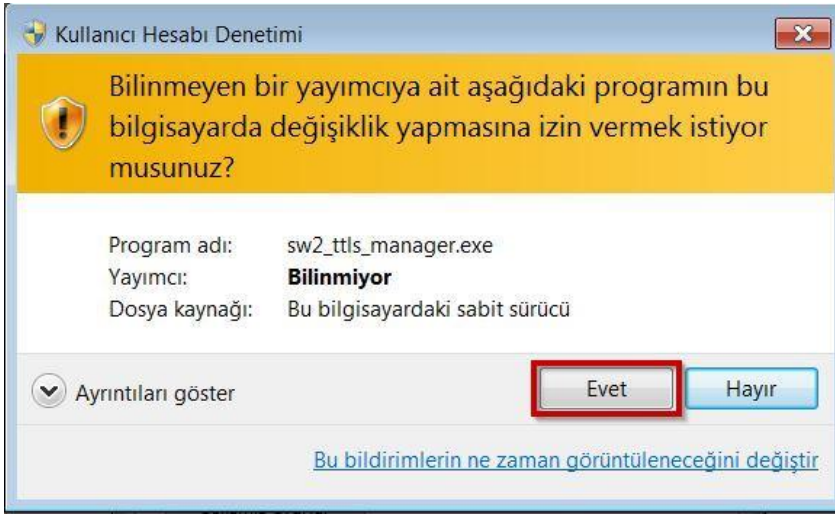 Kullanıcı Hesabı Denetimi
Bilinmeyen bir yayımcıya ait aşağıdaki programın bu
bilgisayarda değişiklik yapmasına izin vermek istiyor
musunuz?
Program adı: sw2_ttls_manager.exe
Yayımcı: Bilinmiyor
Dosya kaynağı: Bu bilgisayardaki sabit sürücü
Ayrıntıları göster Evet Hayır
Bu bildirimlerin ne zaman görüntüleneceğini değiştir